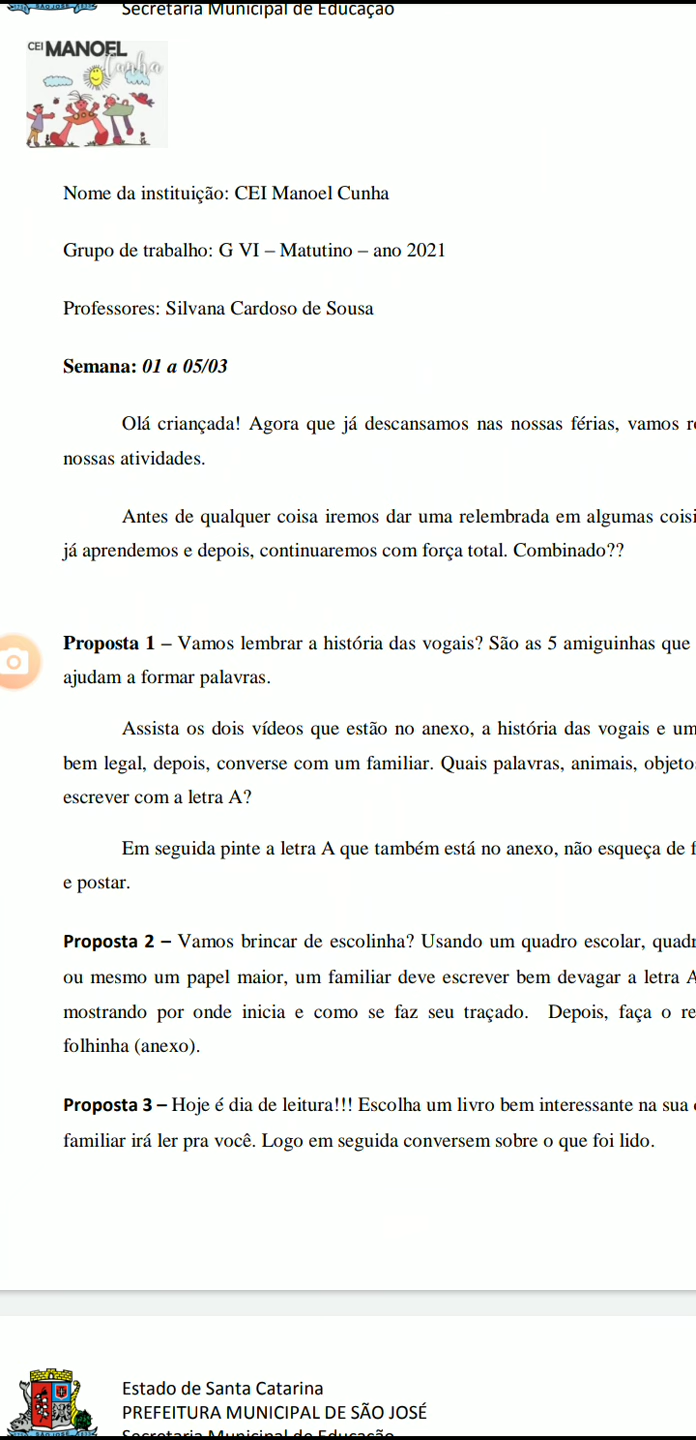 Secretaria Municipal de Educação
CEI MANOEL
Cunha
Nome da instituição: CEI Manoel Cunha
Grupo de trabalho: G VI – Matutino – ano 2021
Professores: Silvana Cardoso de Sousa
Semana: 01 a 05/03
Olá criançada! Agora que já descansamos nas nossas férias, vamos
nossas atividades.
Antes de qualquer coisa iremos dar uma relembrada em algumas
já aprendemos e depois, continuaremos com força total. Combinado??
Proposta 1 – Vamos lembrar a história das vogais? São as 5 amiguinhas que
ajudam a formar palavras.
Assista os dois vídeos que estão no anexo, a história das vogais e
bem legal, depois, converse com um familiar. Quais palavras, animais,
escrever com a letra A?
Em seguida pinte a letra A que também está no anexo, não esqueça de
e postar.
Proposta 2 – Vamos brincar de escolinha? Usando um quadro escolar,
ou mesmo um papel maior, um familiar deve escrever bem devagar a letra A
mostrando por onde inicia e como se faz seu traçado. Depois, faça o
folhinha (anexo).
Proposta 3 – Hoje é dia de leitura!!! Escolha um livro bem interessante na sua
familiar irá ler pra você. Logo em seguida conversem sobre o que foi lido.
SÃO JOSÉ
Estado de Santa Catarina
PREFEITURA MUNICIPAL DE SÃO JOSÉ
Secretaria Municipal de Educação